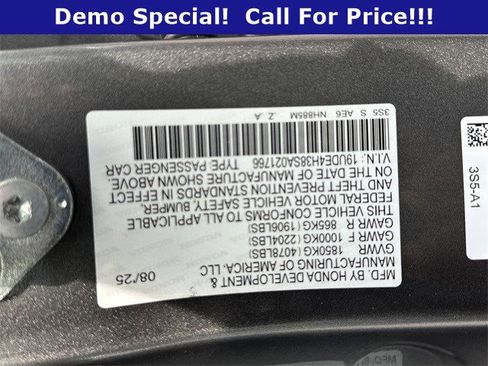 Demo Special!  Call For Price!!!
MFD. BY HONDA DEVELOPMENT &
MANUFACTURING OF AMERICA, LLC
08/'25
GVWR 1850KG(4078LBS)
GAWR F 1000KG(2204LBS)
GAWR R 865KG(1906LBS)
THIS VEHICLE CONFORMS TO ALL APPLICABLE
FEDERAL MOTOR VEHICLE SAFETY, BUMPER,
AND THEFT PREVENTION STANDARDS IN EFFECT
ON THE DATE OF MANUFACTURE SHOWN ABOVE.
V.I.N.: 19UDE4H38SA021766 TYPE PASSENGER CAR
3S5 S AE6 NH885M Z A
3S5-A1